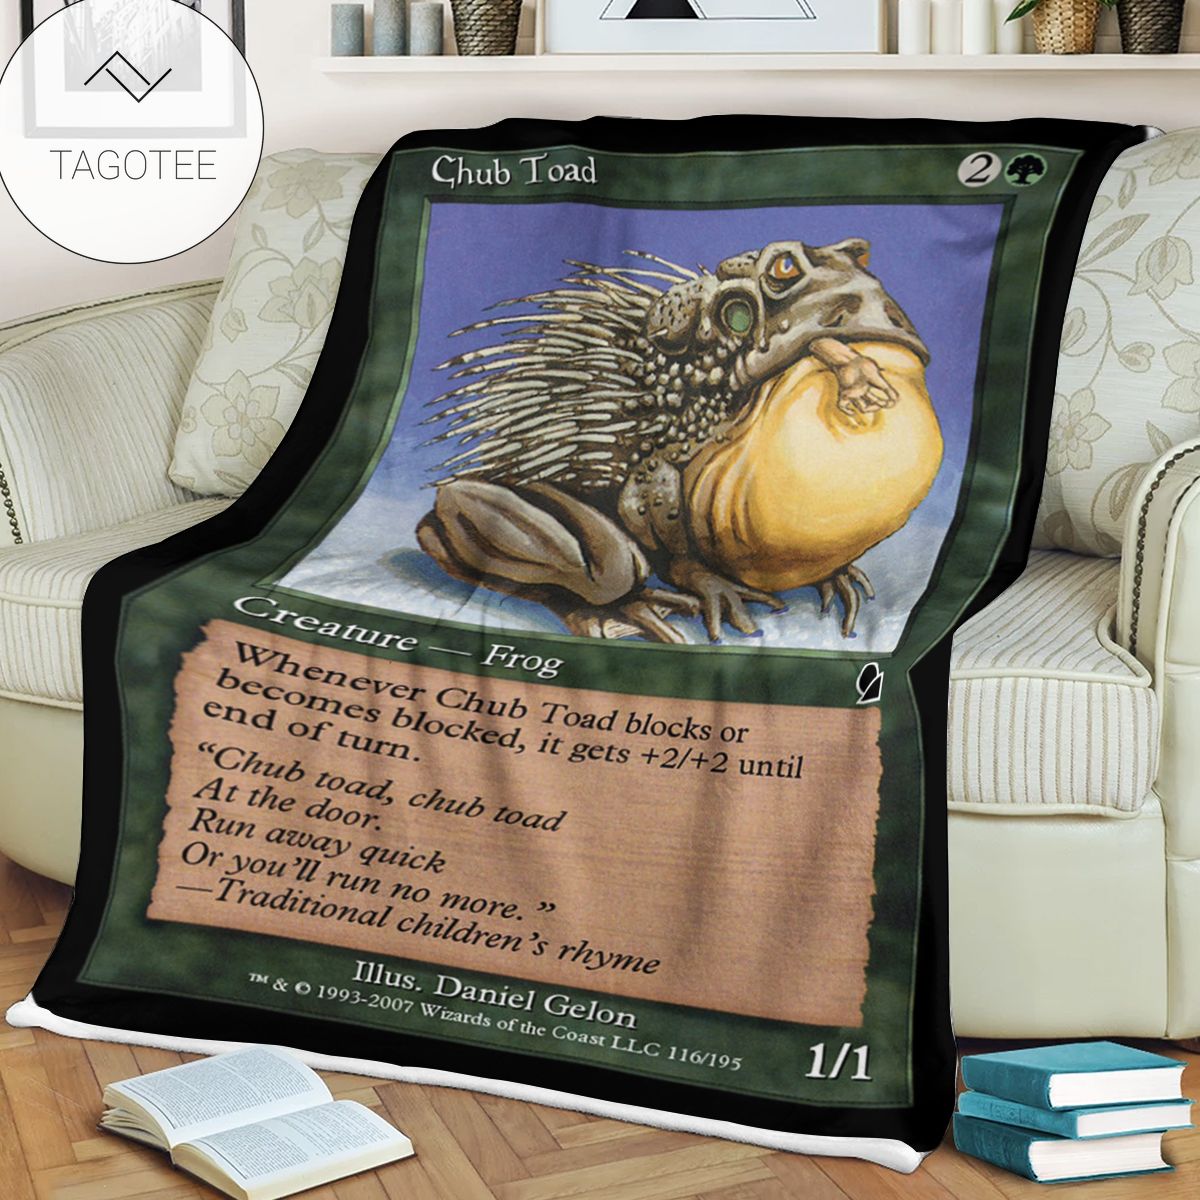 TAGOTEE
Chub Toad
2
Creature — Frog
Whenever Chub Toad blocks or
becomes blocked, it gets +2/+2 until
end of turn.
“Chub toad, chub toad
At the door.
Run away quick
Or you’ll run no more.”
—Traditional children’s rhyme
Illus. Daniel Gelon
™ & © 1993-2007 Wizards of the Coast LLC 116/195
1/1